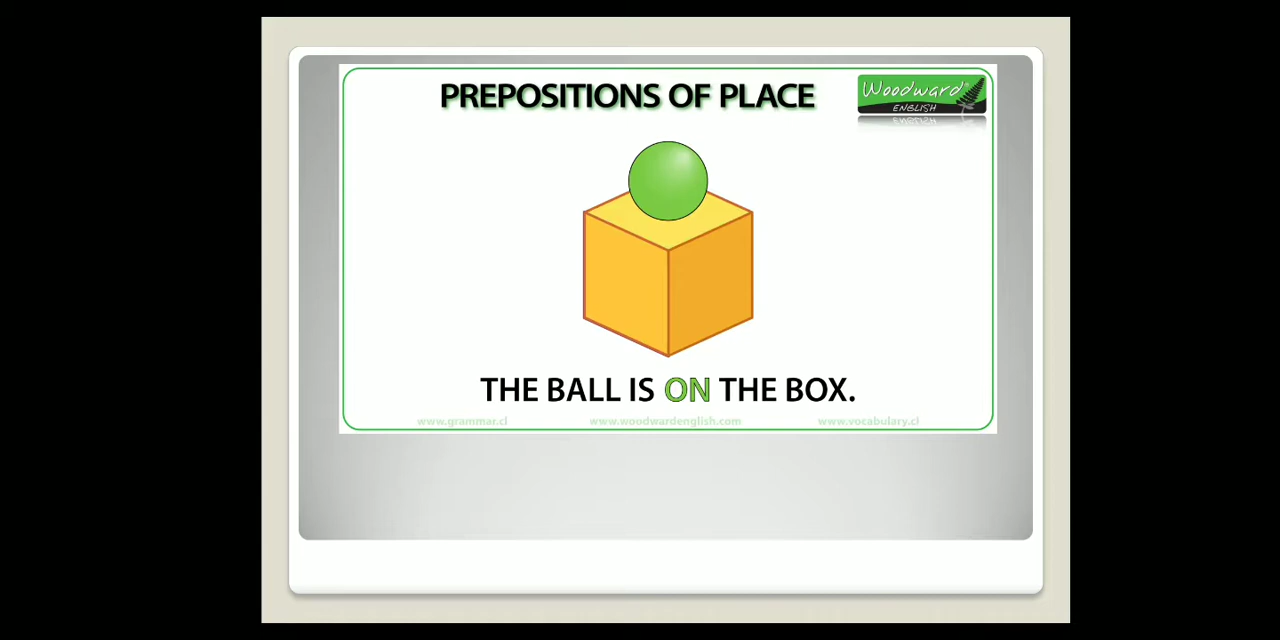 PREPOSITIONS OF PLACE
Woodward®
ENGLISH
THE BALL IS ON THE BOX.
www.grammar.cl www.woodwardenglish.com www.vocabulary.cl